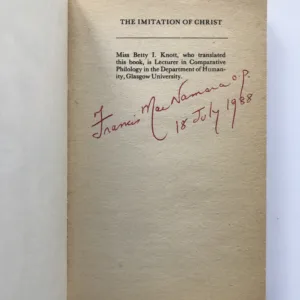 THE IMITATION OF CHRIST
Miss Betty I. Knott, who translated
this book, is Lecturer in Comparative
Philology in the Department of Human-
ity, Glasgow University.
Francis MacNamara o.p.
18 July 1988